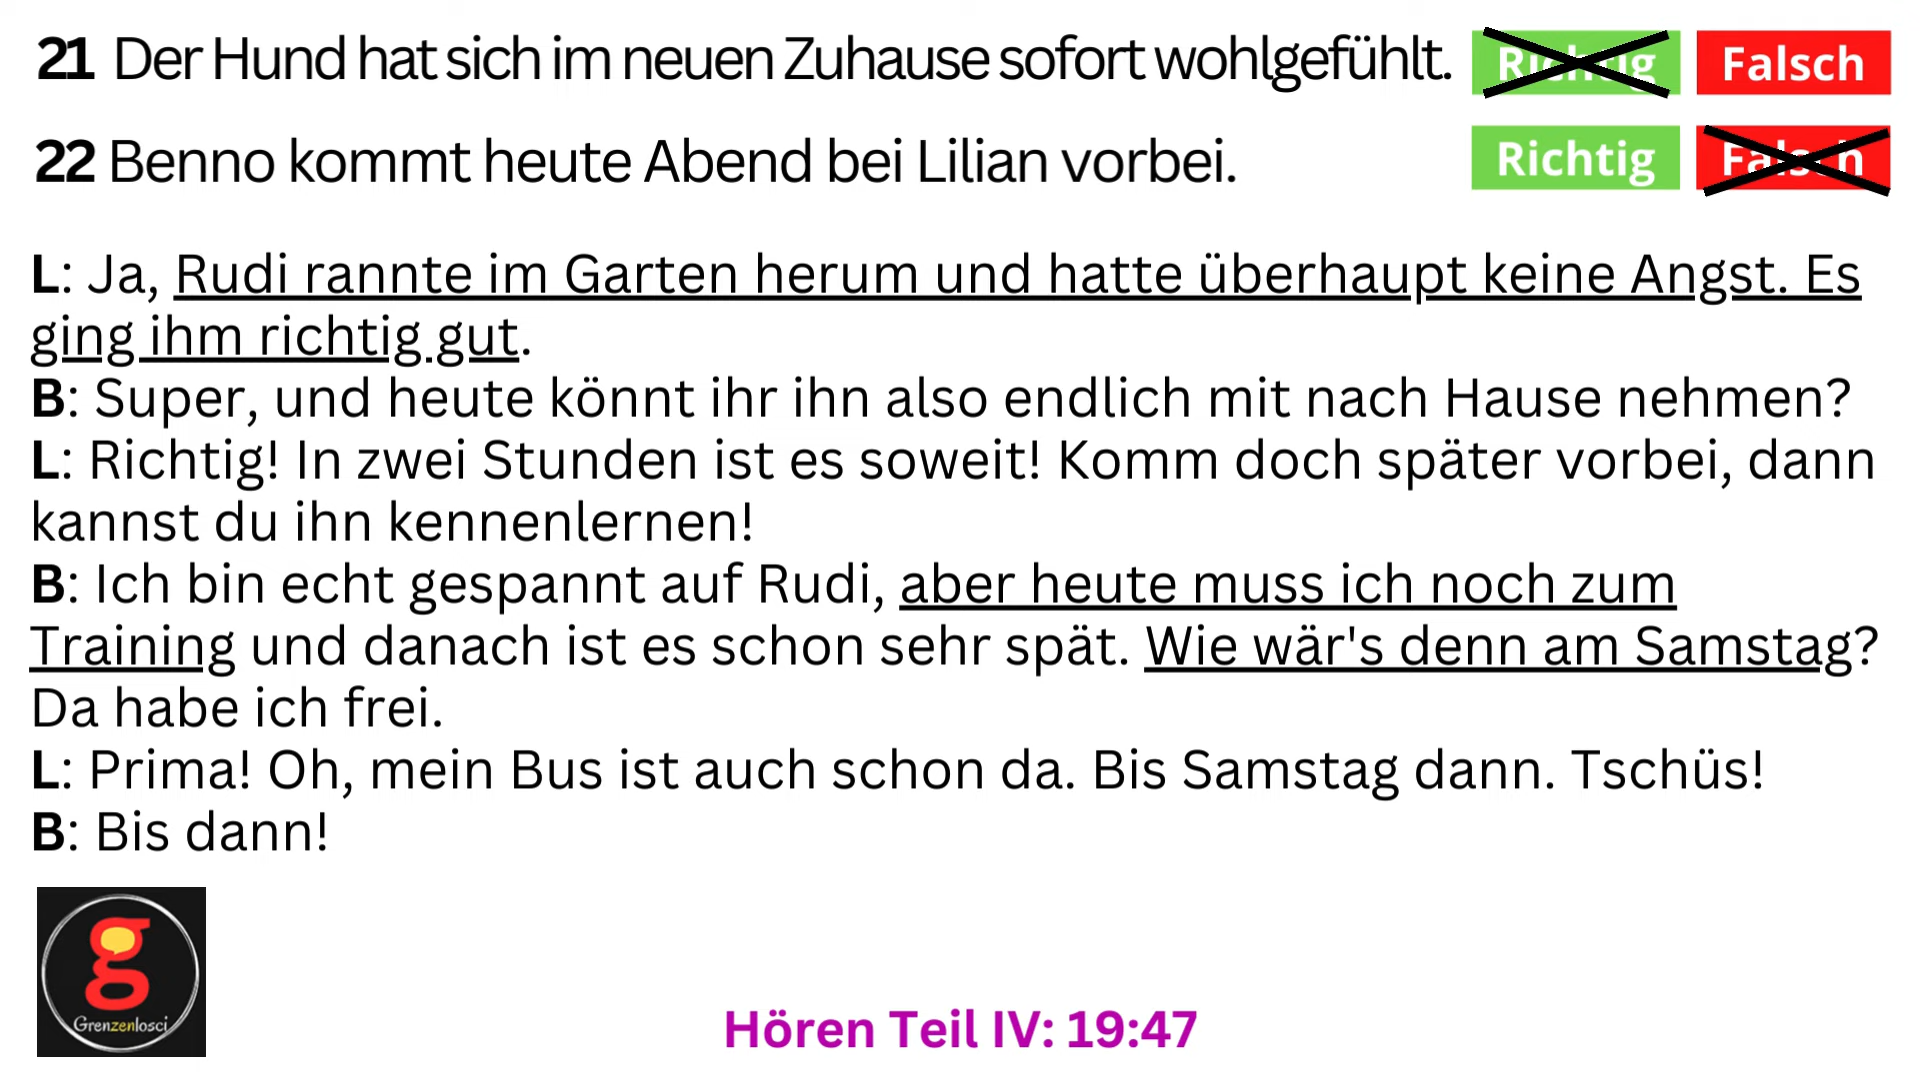 21 Der Hund hat sich im neuen Zuhause sofort wohlgefühlt. Richtig Falsch
22 Benno kommt heute Abend bei Lilian vorbei. Richtig Falsch
L: Ja, Rudi rannte im Garten herum und hatte überhaupt keine Angst. Es
ging ihm richtig gut.
B: Super, und heute könnt ihr ihn also endlich mit nach Hause nehmen?
L: Richtig! In zwei Stunden ist es soweit! Komm doch später vorbei, dann
kannst du ihn kennenlernen!
B: Ich bin echt gespannt auf Rudi, aber heute muss ich noch zum
Training und danach ist es schon sehr spät. Wie wär's denn am Samstag?
Da habe ich frei.
L: Prima! Oh, mein Bus ist auch schon da. Bis Samstag dann. Tschüs!
B: Bis dann!
g
Grenzenlosci
Hören Teil IV: 19:47